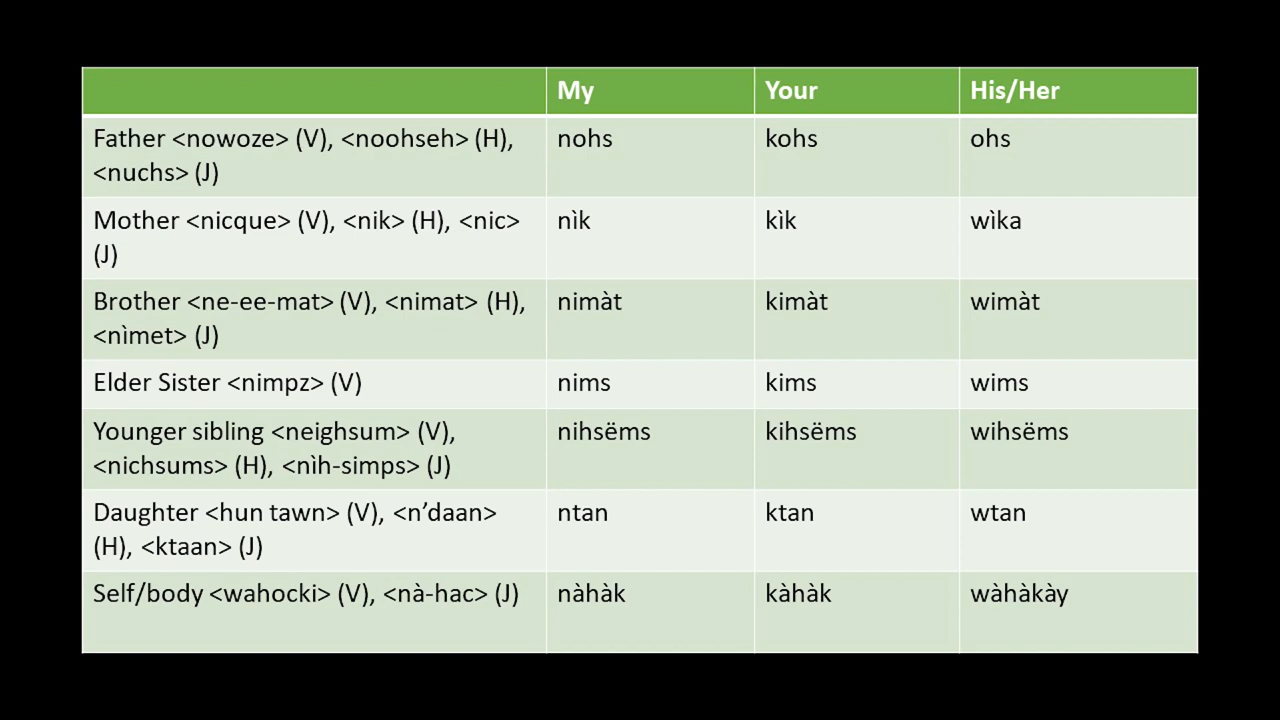 My Your His/Her
Father <nowoze> (V), <noohseh> (H), nohs kohs ohs
<nuchs> (J)
Mother <nicque> (V), <nik> (H), <nic> nìk kìk wìka
(J)
Brother <ne-ee-mat> (V), <nimat> (H), nimàt kimàt wimàt
<nìmet> (J)
Elder Sister <nimpz> (V) nims kims wims
Younger sibling <neighsum> (V), nihsëms kihsëms wihsëms
<nichsums> (H), <nìh-simps> (J)
Daughter <hun tawn> (V), <n’daan> ntan ktan wtan
(H), <ktaan> (J)
Self/body <wahocki> (V), <nà-hac> (J) nàhàk kàhàk wàhàkày